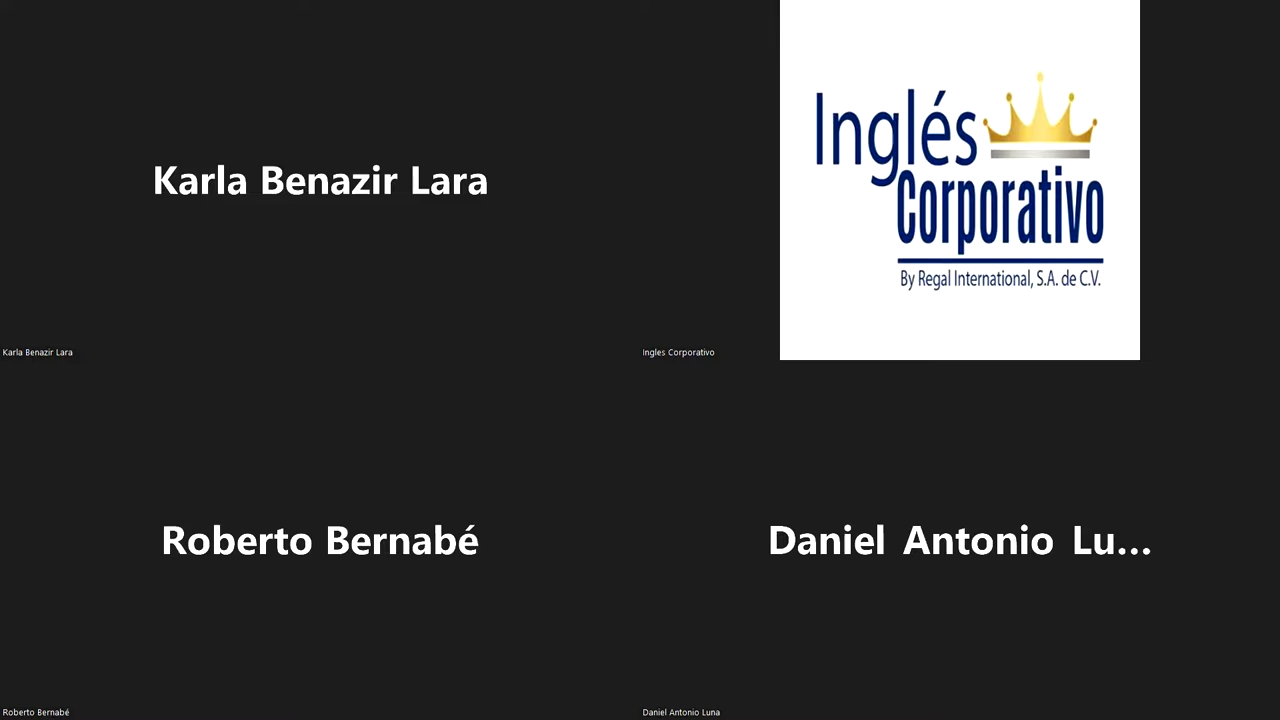 Karla Benazir Lara
Karla Benazir Lara
Inglés
Corporativo
By Regal International, S.A. de C.V.
Ingles Corporativo
Roberto Bernabé
Roberto Bernabé
Daniel Antonio Lu...
Daniel Antonio Luna